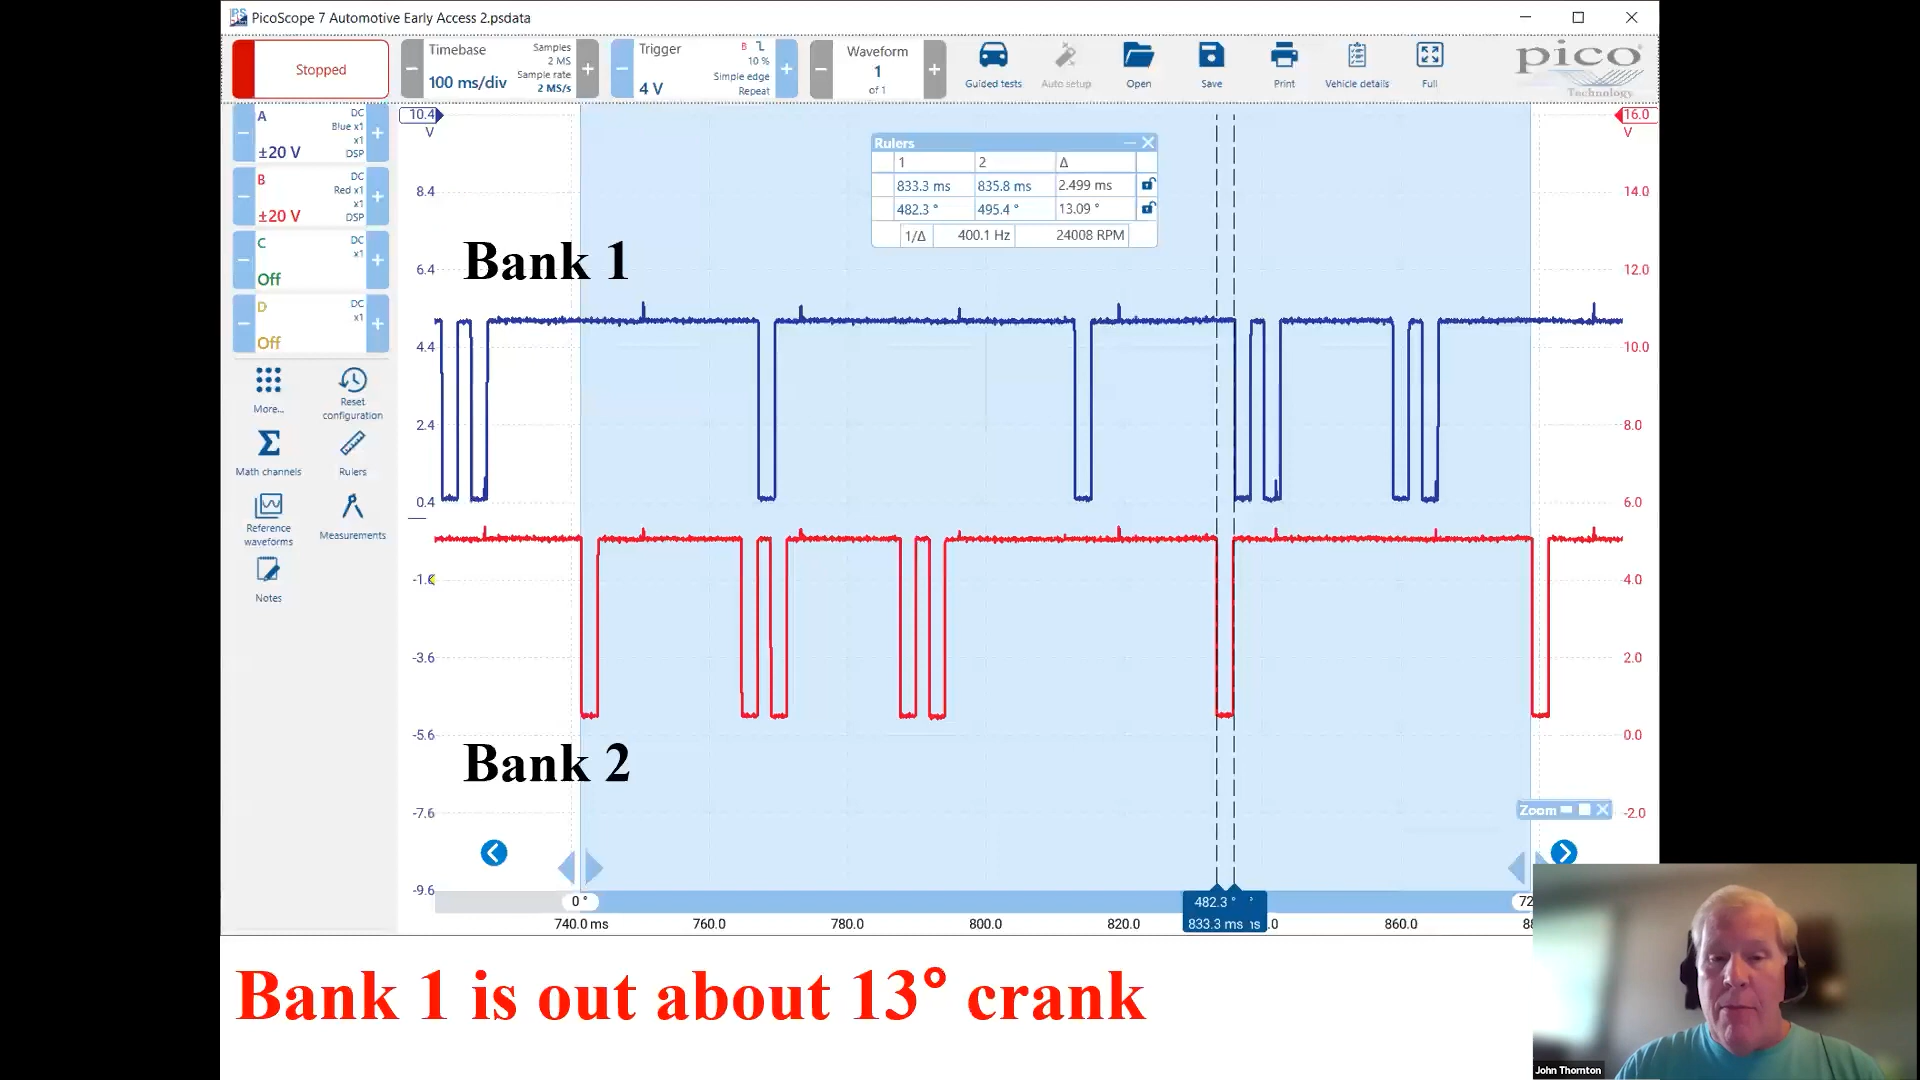 PicoScope 7 Automotive Early Access 2.psdata
Stopped
Timebase
100 ms/div
Samples
2 MS
Sample rate
2 MS/s
Trigger
4 V
B
10 %
Simple edge
Repeat
Waveform
1
of 1
Guided tests
Auto setup
Open
Save
Print
Vehicle details
Full
pico
Technology
A
±20 V
DC
Blue x1
x1
DSP
B
±20 V
DC
Red x1
x1
DSP
C
Off
DC
x1
D
Off
DC
x1
More...
Reset configuration
Math channels
Rulers
Reference waveforms
Measurements
Notes
10.4
V
8.4
6.4
4.4
2.4
0.4
-1.6
-3.6
-5.6
-7.6
-9.6
Rulers
1 2 Δ
833.3 ms 835.8 ms 2.499 ms
482.3 ° 495.4 ° 13.09 °
1/Δ 400.1 Hz 24008 RPM
Bank 1
Bank 2
16.0
V
14.0
12.0
10.0
8.0
6.0
4.0
2.0
0.0
-2.0
Zoom
0 °
482.3 °
72
740.0 ms 760.0 780.0 800.0 820.0 833.3 ms 860.0
Bank 1 is out about 13° crank
John Thornton